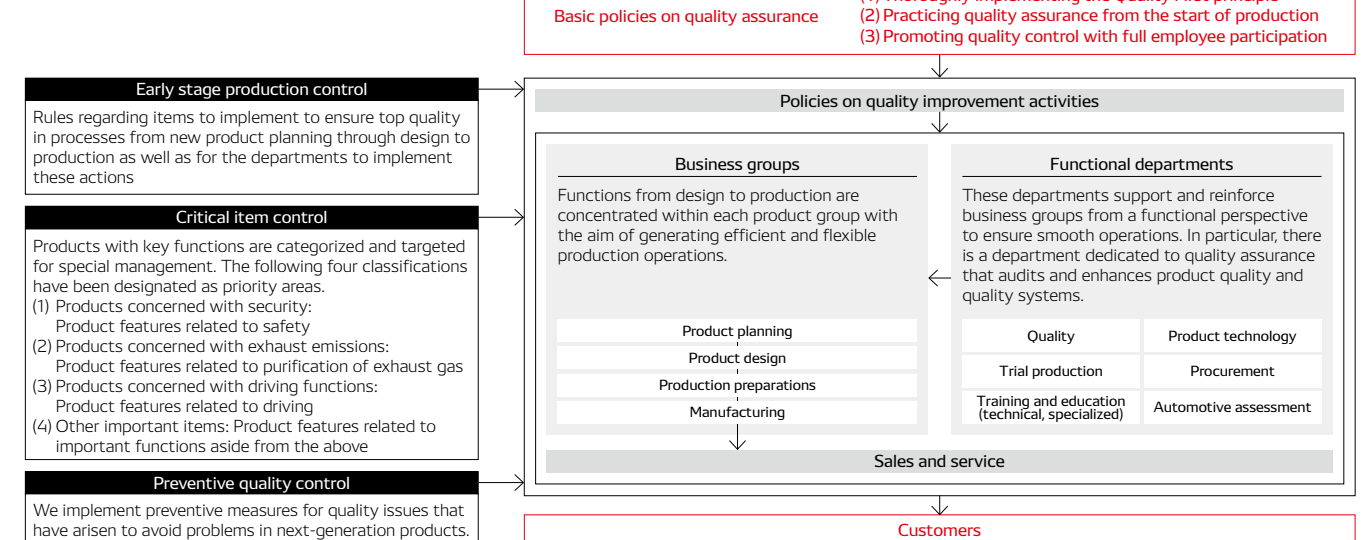 Basic policies on quality assurance
(1) Thoroughly implementing the Quality First principle
(2) Practicing quality assurance from the start of production
(3) Promoting quality control with full employee participation
Early stage production control
Rules regarding items to implement to ensure top quality
in processes from new product planning through design to
production as well as for the departments to implement
these actions
Critical item control
Products with key functions are categorized and targeted
for special management. The following four classifications
have been designated as priority areas.
(1) Products concerned with security:
Product features related to safety
(2) Products concerned with exhaust emissions:
Product features related to purification of exhaust gas
(3) Products concerned with driving functions:
Product features related to driving
(4) Other important items: Product features related to
important functions aside from the above
Preventive quality control
We implement preventive measures for quality issues that
have arisen to avoid problems in next-generation products.
Policies on quality improvement activities
Business groups
Functions from design to production are
concentrated within each product group with
the aim of generating efficient and flexible
production operations.
Product planning
Product design
Production preparations
Manufacturing
Functional departments
These departments support and reinforce
business groups from a functional perspective
to ensure smooth operations. In particular, there
is a department dedicated to quality assurance
that audits and enhances product quality and
quality systems.
Quality
Product technology
Trial production
Procurement
Training and education
(technical, specialized)
Automotive assessment
Sales and service
Customers